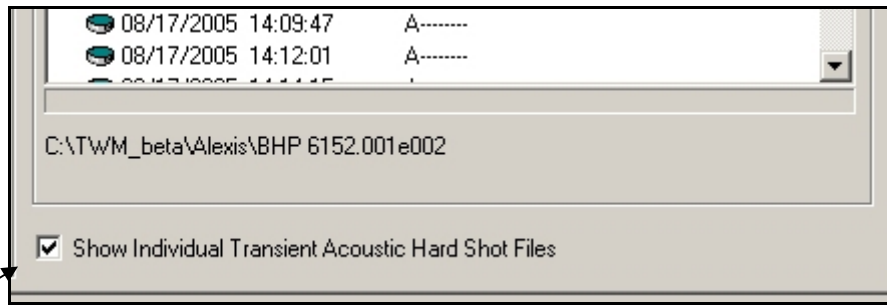 08/17/2005 14:09:47 A--------
08/17/2005 14:12:01 A--------
C:\TWM_beta\Alexis\BHP 6152.001e002
Show Individual Transient Acoustic Hard Shot Files